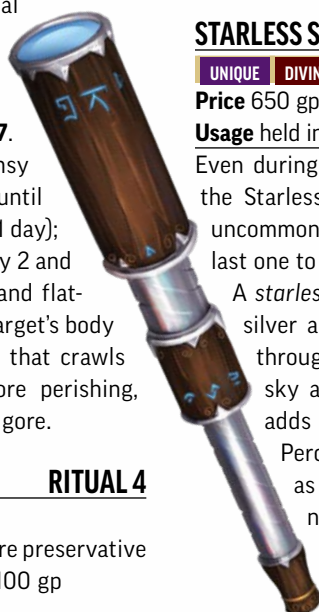 al
7.
nsy
until
1 day);
y 2 and
and flat-
arget's body
that crawls
ore perishing,
gore.
RITUAL 4
re preservative
100 gp
STARLESS S
UNIQUE DIVIN
Price 650 gp
Usage held in
Even during
the Starless
uncommon
last one to
A starles
silver a
throug
sky a
adds
Perc
as
n